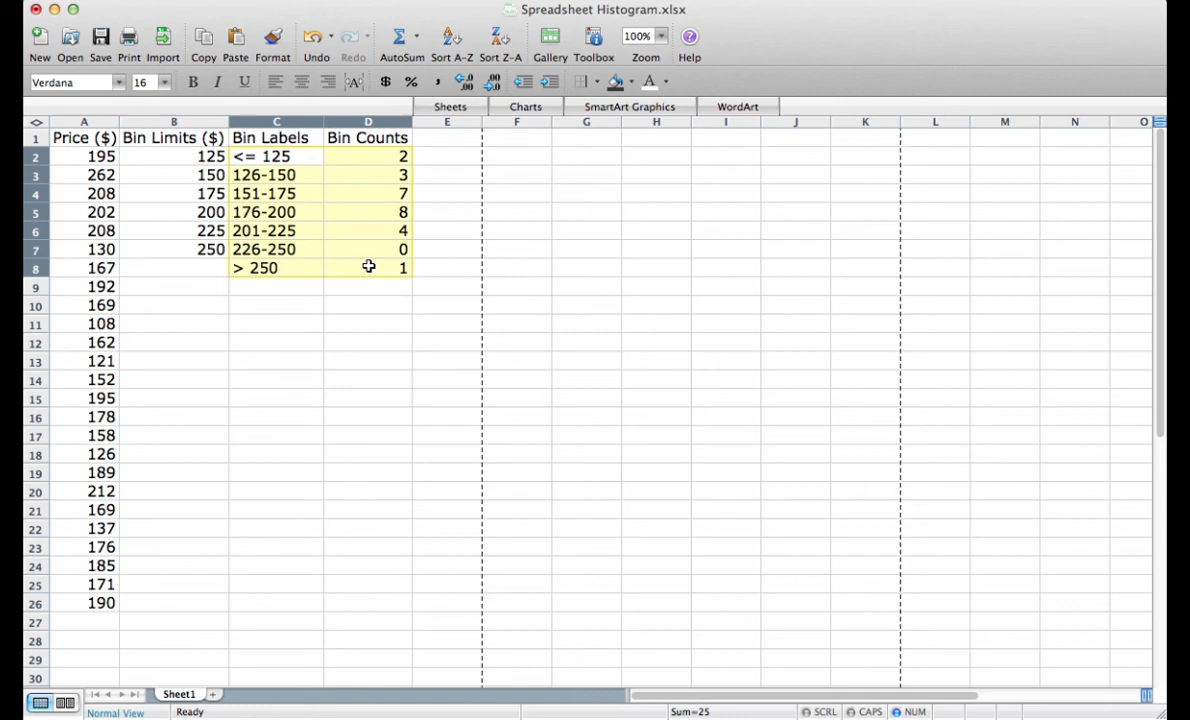 Spreadsheet Histogram.xlsx
New Open Save Print Import Copy Paste Format Undo Redo AutoSum Sort A-Z Sort Z-A Gallery Toolbox 100% Zoom Help
Verdana 16 B I U A $ % , A
Sheets Charts SmartArt Graphics WordArt
A B C D E F G H I J K L M N O
1 Price ($) Bin Limits ($) Bin Labels Bin Counts
2 195 125 <= 125 2
3 262 150 126-150 3
4 208 175 151-175 7
5 202 200 176-200 8
6 208 225 201-225 4
7 130 250 226-250 0
8 167 > 250 1
9 192
10 169
11 108
12 162
13 121
14 152
15 195
16 178
17 158
18 126
19 189
20 212
21 169
22 137
23 176
24 185
25 171
26 190
27
28
29
30
Sheet1
Normal View Ready Sum=25 SCRL CAPS NUM